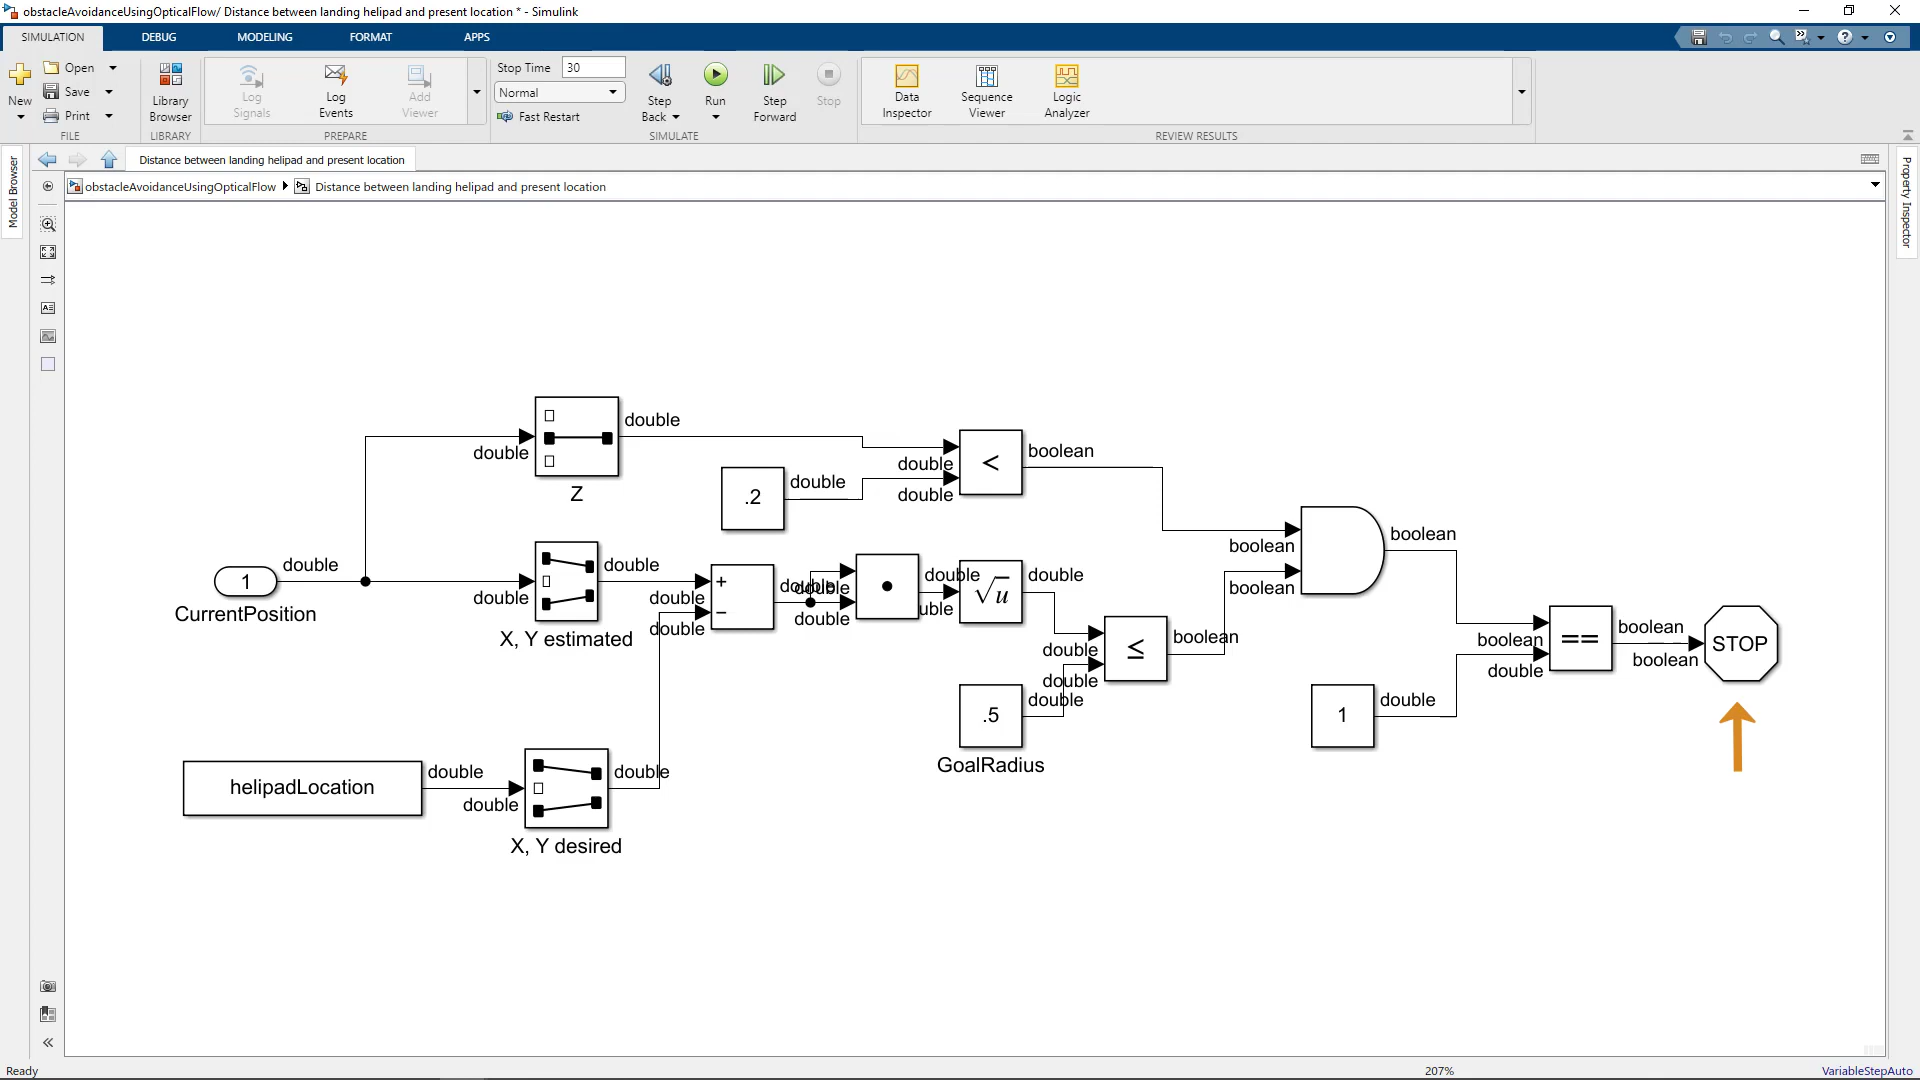 obstacleAvoidanceUsingOpticalFlow/ Distance between landing helipad and present location * - Simulink
SIMULATION DEBUG MODELING FORMAT APPS
New
Open
Save
Print
FILE
Library
Browser
LIBRARY
Log
Signals
Log
Events
Add
Viewer
PREPARE
Stop Time 30
Normal
Fast Restart
Step
Back
Run
Step
Forward
Stop
SIMULATE
Data
Inspector
Sequence
Viewer
Logic
Analyzer
REVIEW RESULTS
Model Browser
Property Inspector
Distance between landing helipad and present location
obstacleAvoidanceUsingOpticalFlow Distance between landing helipad and present location
double
double
Z
1
double
CurrentPosition
double
double
X, Y estimated
helipadLocation
double
double
X, Y desired
double
.2
double
double
double
<
boolean
+
−
double
double
double
double
double
double
uble
√u
double
.5
double
GoalRadius
double
double
≤
boolean
boolean
boolean
boolean
1
double
boolean
double
==
boolean
boolean
STOP
Ready
207%
VariableStepAuto